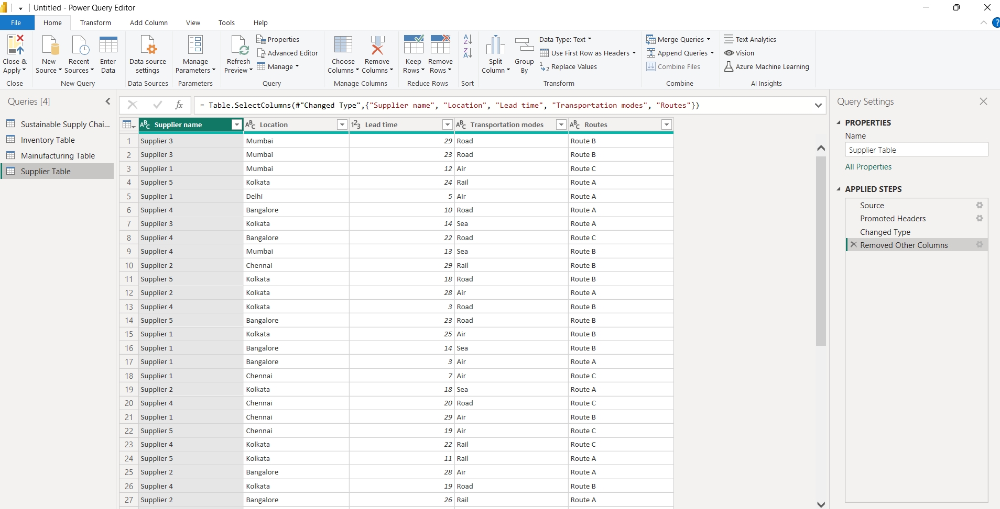 Untitled - Power Query Editor
File Home Transform Add Column View Tools Help
Close & Apply
Close
New Source
Recent Sources
Enter Data
New Query
Data source settings
Data Sources
Manage Parameters
Parameters
Refresh Preview
Properties
Advanced Editor
Manage
Query
Choose Columns
Remove Columns
Manage Columns
Keep Rows
Remove Rows
Reduce Rows
Sort
Split Column
Group By
Data Type: Text
Use First Row as Headers
Replace Values
Transform
Merge Queries
Append Queries
Combine Files
Combine
Text Analytics
Vision
Azure Machine Learning
AI Insights
Queries [4]
Sustainable Supply Chai...
Inventory Table
Mainufacturing Table
Supplier Table
fx
= Table.SelectColumns(#"Changed Type",{"Supplier name", "Location", "Lead time", "Transportation modes", "Routes"})
Supplier name Location Lead time Transportation modes Routes
1 Supplier 3 Mumbai 29 Road Route B
2 Supplier 3 Mumbai 23 Road Route B
3 Supplier 1 Mumbai 12 Air Route C
4 Supplier 5 Kolkata 24 Rail Route A
5 Supplier 1 Delhi 5 Air Route A
6 Supplier 4 Bangalore 10 Road Route A
7 Supplier 3 Kolkata 14 Sea Route A
8 Supplier 4 Bangalore 22 Road Route C
9 Supplier 4 Mumbai 13 Sea Route B
10 Supplier 2 Chennai 29 Rail Route B
11 Supplier 5 Kolkata 18 Road Route B
12 Supplier 2 Kolkata 28 Air Route A
13 Supplier 4 Kolkata 3 Road Route B
14 Supplier 5 Bangalore 23 Road Route B
15 Supplier 1 Kolkata 25 Air Route B
16 Supplier 1 Bangalore 14 Sea Route B
17 Supplier 1 Bangalore 3 Air Route A
18 Supplier 1 Chennai 7 Air Route C
19 Supplier 2 Kolkata 18 Sea Route A
20 Supplier 4 Chennai 20 Road Route C
21 Supplier 1 Chennai 29 Air Route B
22 Supplier 5 Chennai 19 Air Route C
23 Supplier 4 Kolkata 22 Rail Route C
24 Supplier 5 Kolkata 11 Rail Route A
25 Supplier 2 Bangalore 28 Air Route A
26 Supplier 4 Kolkata 19 Road Route B
27 Supplier 2 Bangalore 26 Rail Route A
Query Settings
PROPERTIES
Name
Supplier Table
All Properties
APPLIED STEPS
Source
Promoted Headers
Changed Type
Removed Other Columns